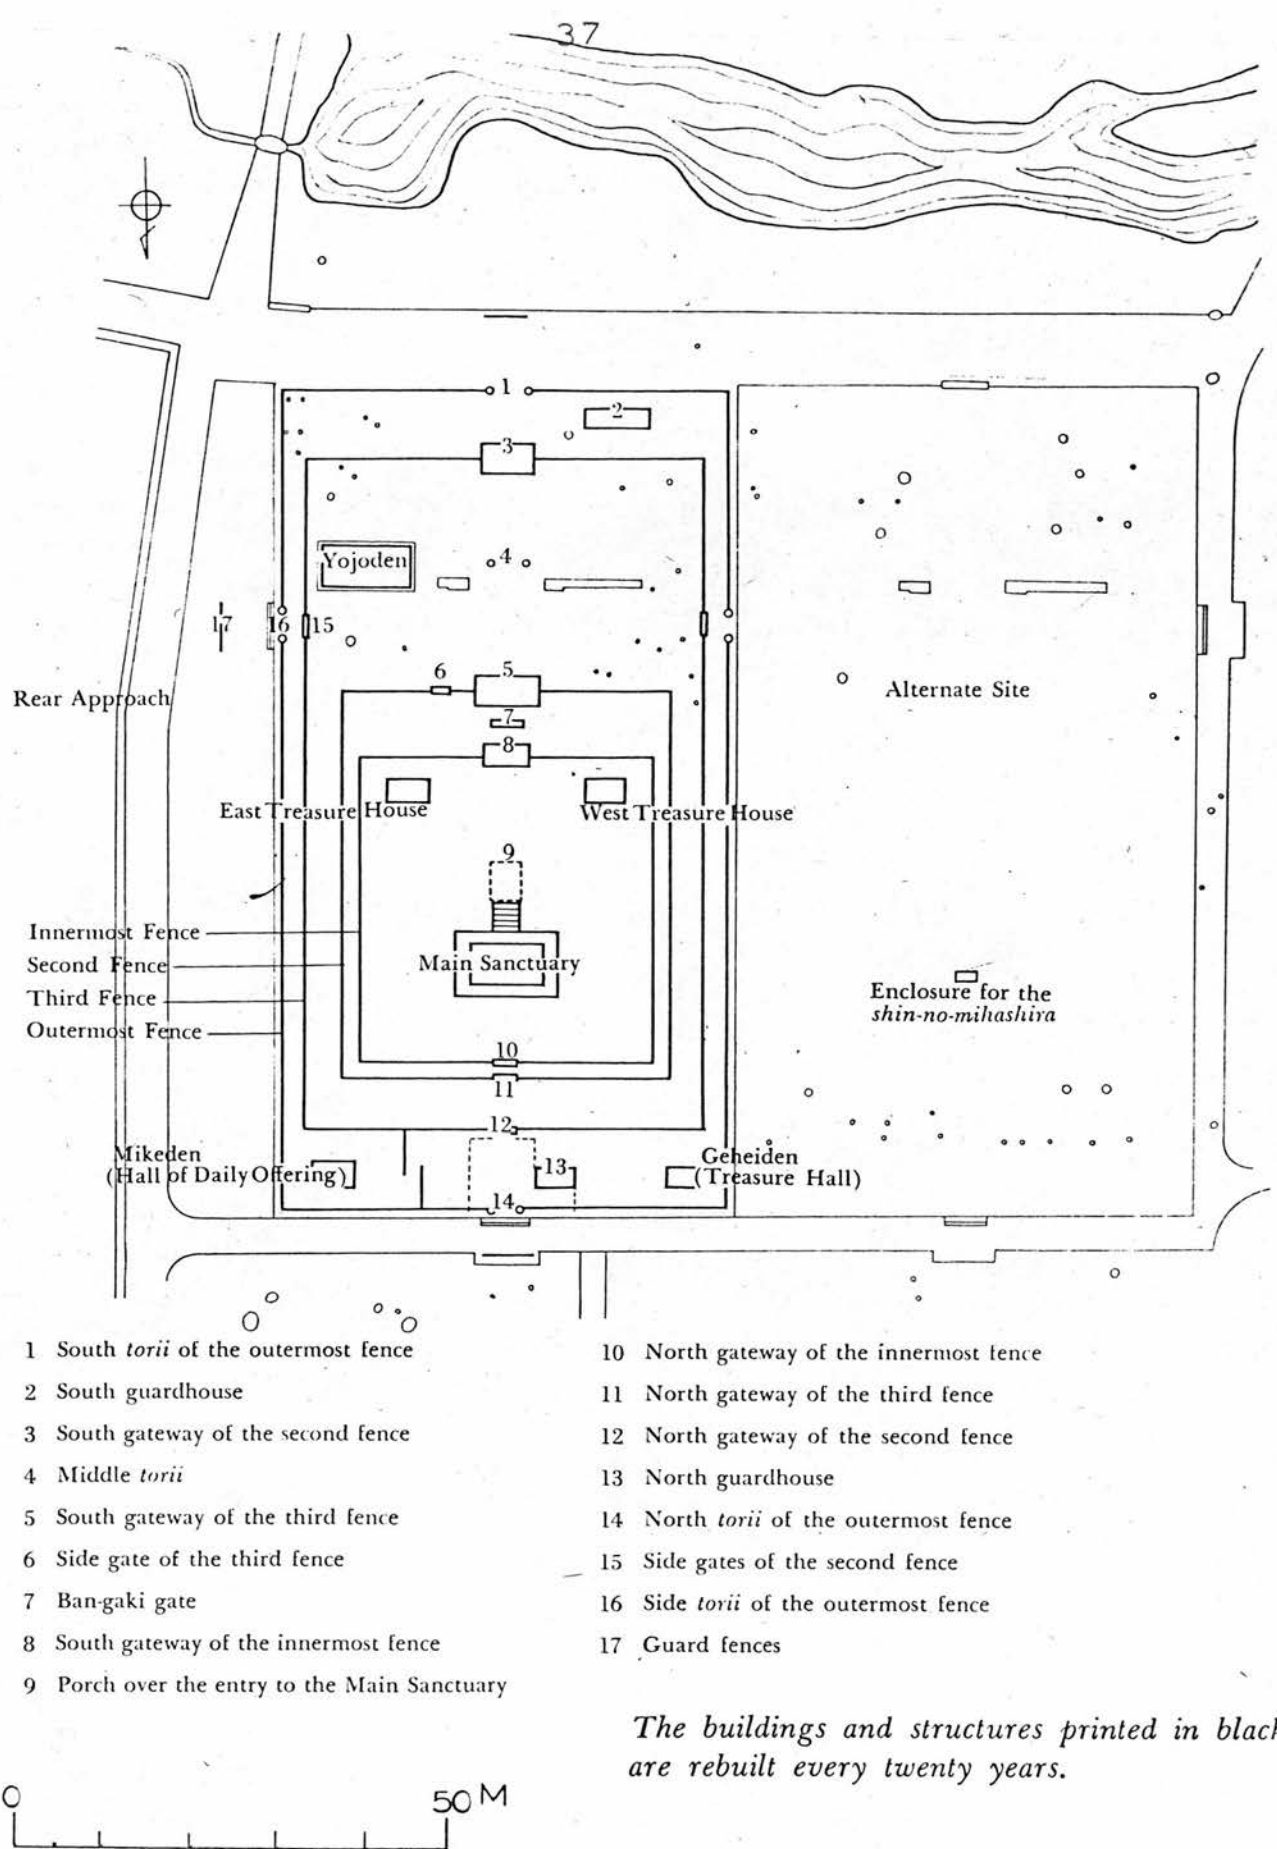 37
1
2
3
Yojoden
4
17
16
15
6
5
Rear Approach
Alternate Site
7
8
East Treasure House
West Treasure House
9
Innermost Fence
Second Fence
Main Sanctuary
Third Fence
Enclosure for the
shin-no-mihashira
Outermost Fence
10
11
12
Mikeden
(Hall of Daily Offering)
13
Geheiden
(Treasure Hall)
14
1 South torii of the outermost fence
2 South guardhouse
3 South gateway of the second fence
4 Middle torii
5 South gateway of the third fence
6 Side gate of the third fence
7 Ban-gaki gate
8 South gateway of the innermost fence
9 Porch over the entry to the Main Sanctuary
10 North gateway of the innermost fence
11 North gateway of the third fence
12 North gateway of the second fence
13 North guardhouse
14 North torii of the outermost fence
15 Side gates of the second fence
16 Side torii of the outermost fence
17 Guard fences
The buildings and structures printed in black
are rebuilt every twenty years.
0 50 M